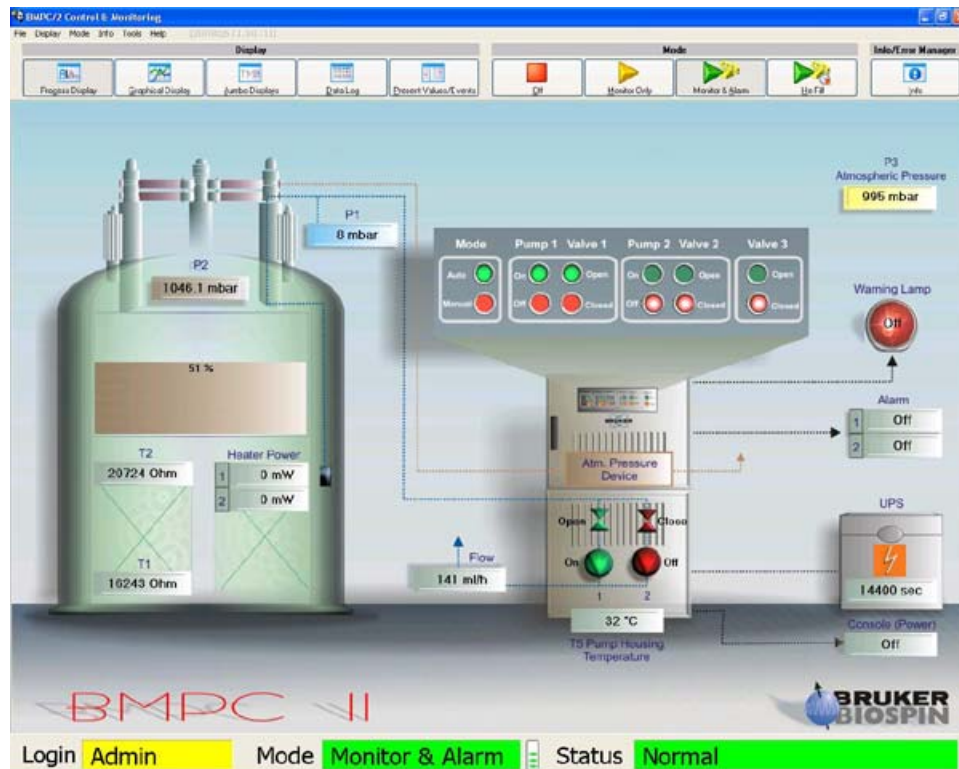 BMPC/2 Control & Monitoring
File Display Mode Info Tools Help
Display Mode Info/Error Manager
Process Display Graphical Display Jumbo Displays Data Log Present Values/Events Off Monitor Only Monitor & Alarm He Fill Info
P3
Atmospheric Pressure
995 mbar
P1
8 mbar
Mode Pump 1 Valve 1 Pump 2 Valve 2 Valve 3
Auto On Open On Open Open
Manual Off Closed Off Closed Closed
P2
1046.1 mbar
Warning Lamp
Off
51 %
Alarm
1 Off
2 Off
Atm. Pressure
Device
T2
20724 Ohm
Heater Power
1 0 mW
2 0 mW
UPS
14400 sec
Open Close
On Off
1 2
Flow
141 ml/h
T1
16243 Ohm
32 °C
T5 Pump Housing
Temperature
Console (Power)
Off
BMPC II
BRUKER
BIOSPIN
Login Admin Mode Monitor & Alarm Status Normal